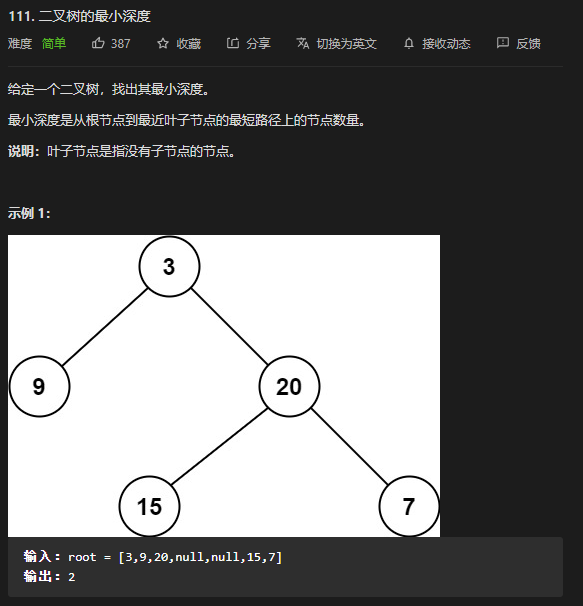 111. 二叉树的最小深度
难度 简单 387 收藏 分享 切换为英文 接收动态 反馈
给定一个二叉树，找出其最小深度。
最小深度是从根节点到最近叶子节点的最短路径上的节点数量。
说明：叶子节点是指没有子节点的节点。
示例 1：
3
9 20
15 7
输入：root = [3,9,20,null,null,15,7]
输出：2